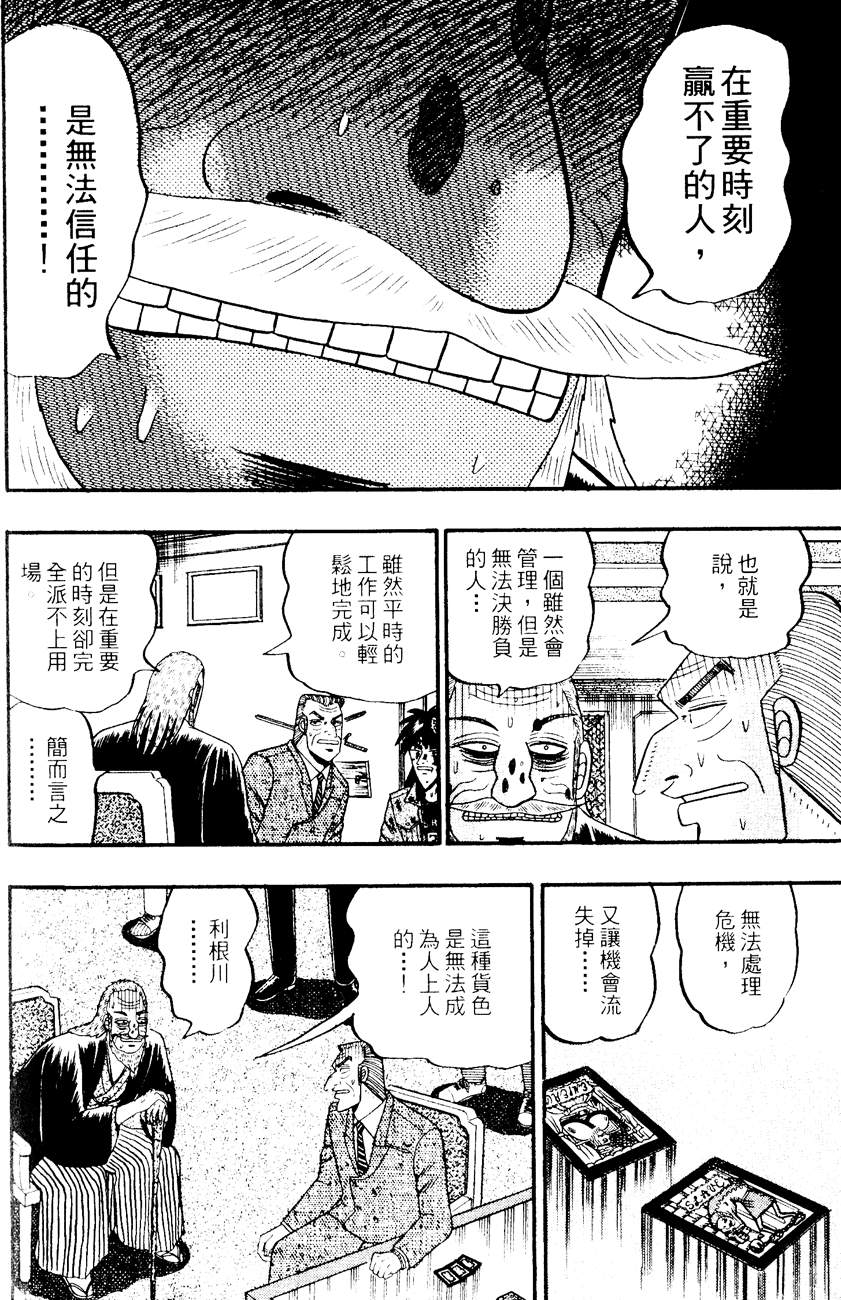 在重要時刻
贏不了的人，
是無法信任的
⋯⋯⋯⋯⋯！
也就是
說，
一個雖然會
管理，但是
無法決勝負
的人⋯
雖然平時的
工作可以輕
鬆地完成。
但是在重要
的時刻卻完
全派不上用
場。
簡而言之
⋯⋯⋯
無法處理
危機，
又讓機會流
失掉⋯⋯
這種貨色
是無法成
為人上人
的⋯！
利根川
⋯⋯⋯